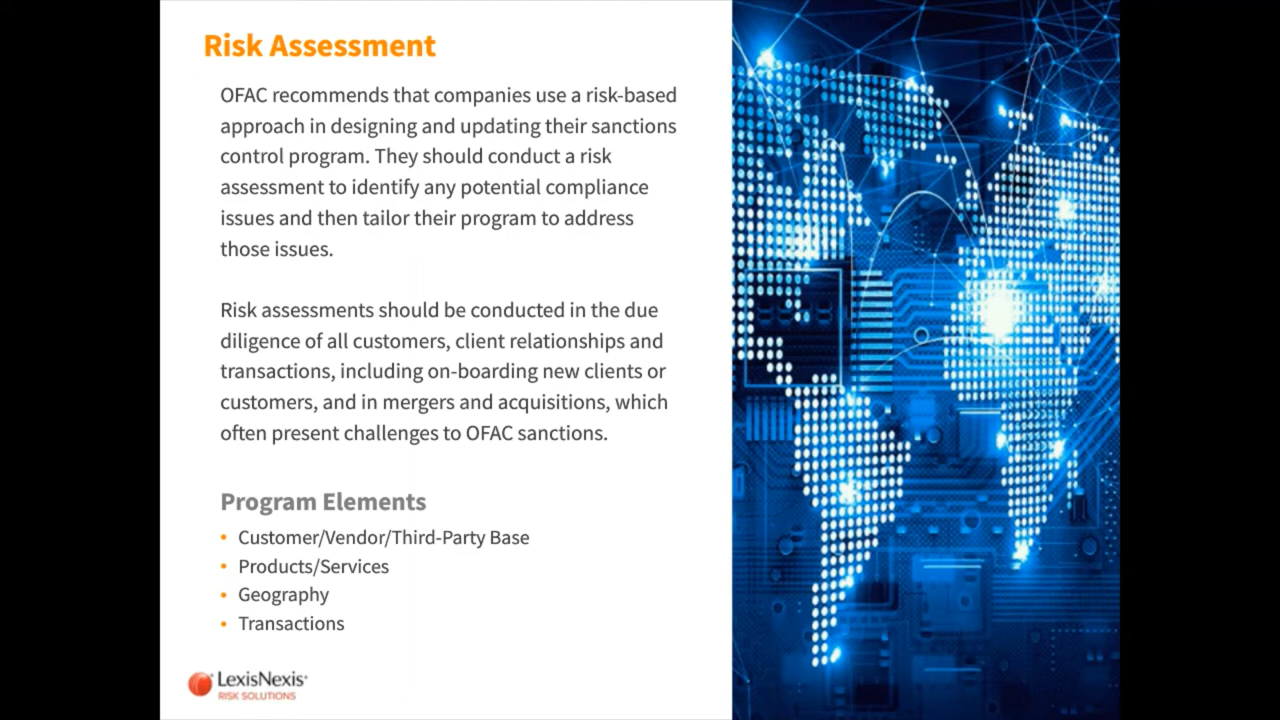 Risk Assessment
OFAC recommends that companies use a risk-based
approach in designing and updating their sanctions
control program. They should conduct a risk
assessment to identify any potential compliance
issues and then tailor their program to address
those issues.
Risk assessments should be conducted in the due
diligence of all customers, client relationships and
transactions, including on-boarding new clients or
customers, and in mergers and acquisitions, which
often present challenges to OFAC sanctions.
Program Elements
• Customer/Vendor/Third-Party Base
• Products/Services
• Geography
• Transactions
LexisNexis
RISK SOLUTIONS